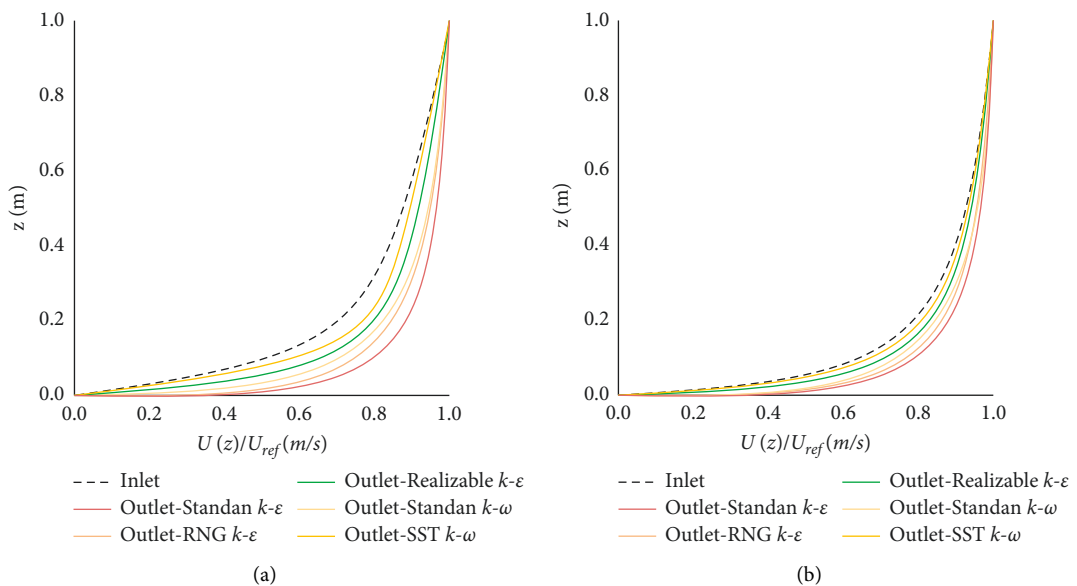 1.0
0.8
0.6
0.4
0.2
0.0
z (m)
0.0 0.2 0.4 0.6 0.8 1.0
U (z)/U_ref (m/s)
Inlet
Outlet-Standan k-ε
Outlet-RNG k-ε
Outlet-Realizable k-ε
Outlet-Standan k-ω
Outlet-SST k-ω
(a)
1.0
0.8
0.6
0.4
0.2
0.0
z (m)
0.0 0.2 0.4 0.6 0.8 1.0
U (z)/U_ref (m/s)
Inlet
Outlet-Standan k-ε
Outlet-RNG k-ε
Outlet-Realizable k-ε
Outlet-Standan k-ω
Outlet-SST k-ω
(b)